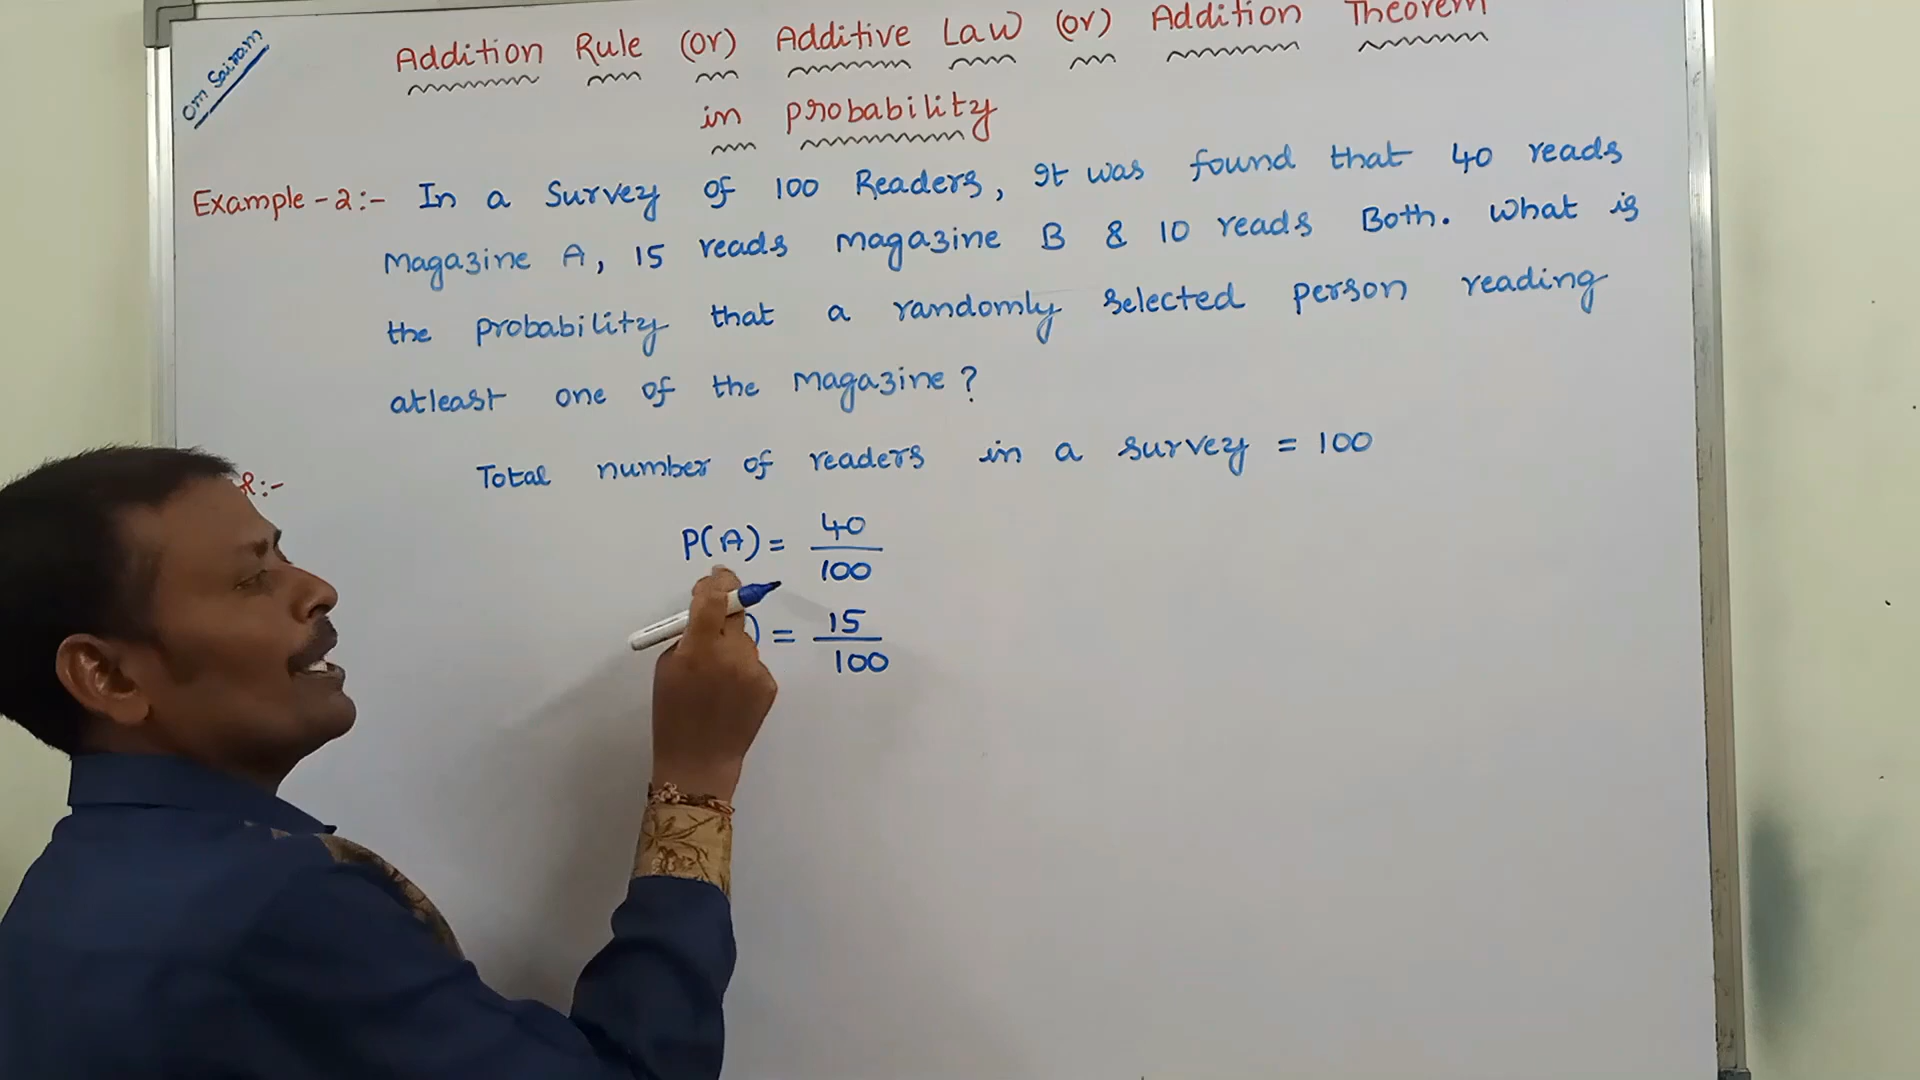 Om Sairam
Addition Rule (or) Additive Law (or) Addition Theorem
in probability
Example-2:- In a Survey of 100 Readers, It was found that 40 reads
Magazine A, 15 reads Magazine B & 10 reads Both. What is
the probability that a randomly selected person reading
atleast one of the Magazine?
Total number of readers in a survey = 100
P(A) = 40/100
) = 15/100